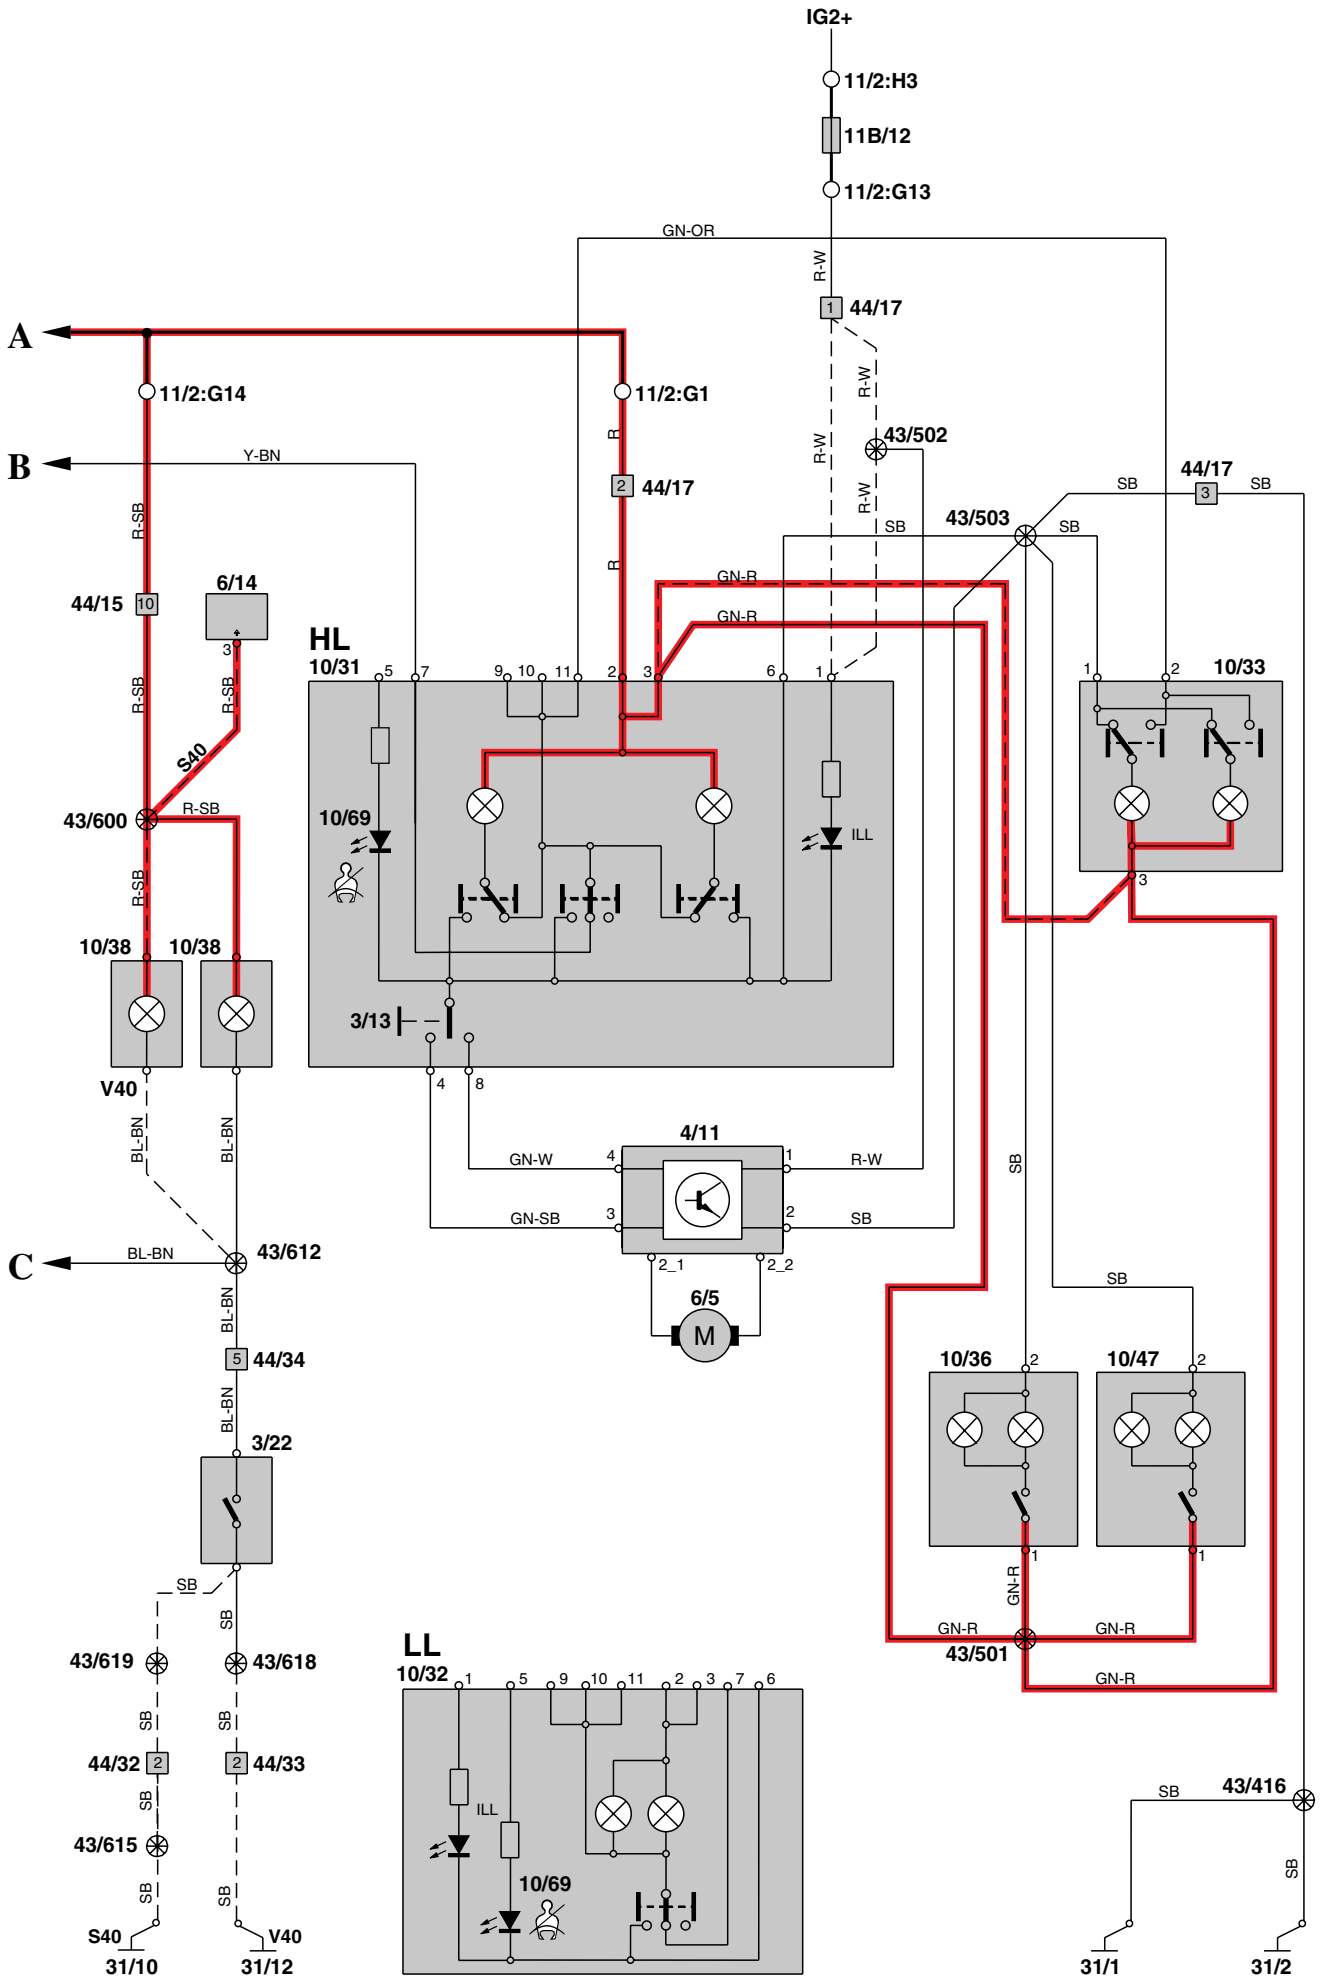 IG2+
11/2:H3
11B/12
11/2:G13
GN-OR
R-W
1 44/17
A
11/2:G14
11/2:G1
R-W
R-W
R
43/502
B
Y-BN
44/17
2 44/17
SB 3 SB
R-W
R-SB
43/503
SB SB
R
GN-R
6/14
44/15 10
3
GN-R
HL
10/31
5 7 9 10 11 2 3 6 1
1 2 10/33
R-SB
R-SB
S40
R-SB
43/600
10/69
ILL
R-SB
3
10/38 10/38
3/13
V40
4 8
BL-BN
BL-BN
4/11
GN-W 4 1 R-W
SB
GN-SB 3 2 SB
C
BL-BN
43/612
2_1 2_2
SB
6/5
M
BL-BN
5 44/34
10/36 2 10/47 2
BL-BN
3/22
1 1
SB
GN-R
SB
GN-R GN-R
43/501
43/619 43/618
LL
10/32
1 5 9 10 11 2 3 7 6
GN-R
SB SB
44/32 2 2 44/33
SB
ILL
SB 43/416
43/615
10/69
SB
SB SB
S40 V40
31/10 31/12
31/1 31/2